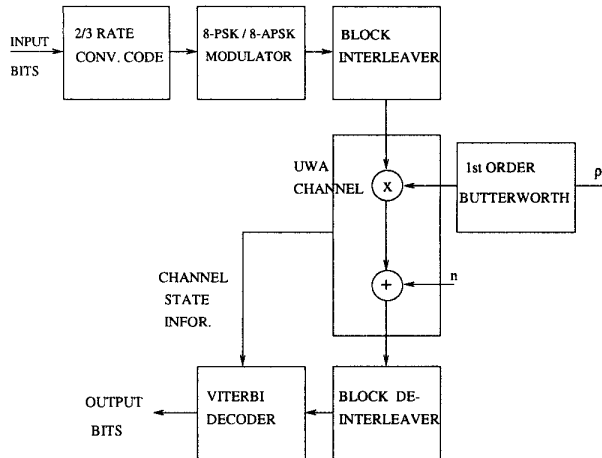 INPUT
BITS
2/3 RATE
CONV. CODE
8-PSK / 8-APSK
MODULATOR
BLOCK
INTERLEAVER
UWA
CHANNEL
X
1st ORDER
BUTTERWORTH
ρ
+
n
CHANNEL
STATE
INFOR.
OUTPUT
BITS
VITERBI
DECODER
BLOCK DE-
INTERLEAVER